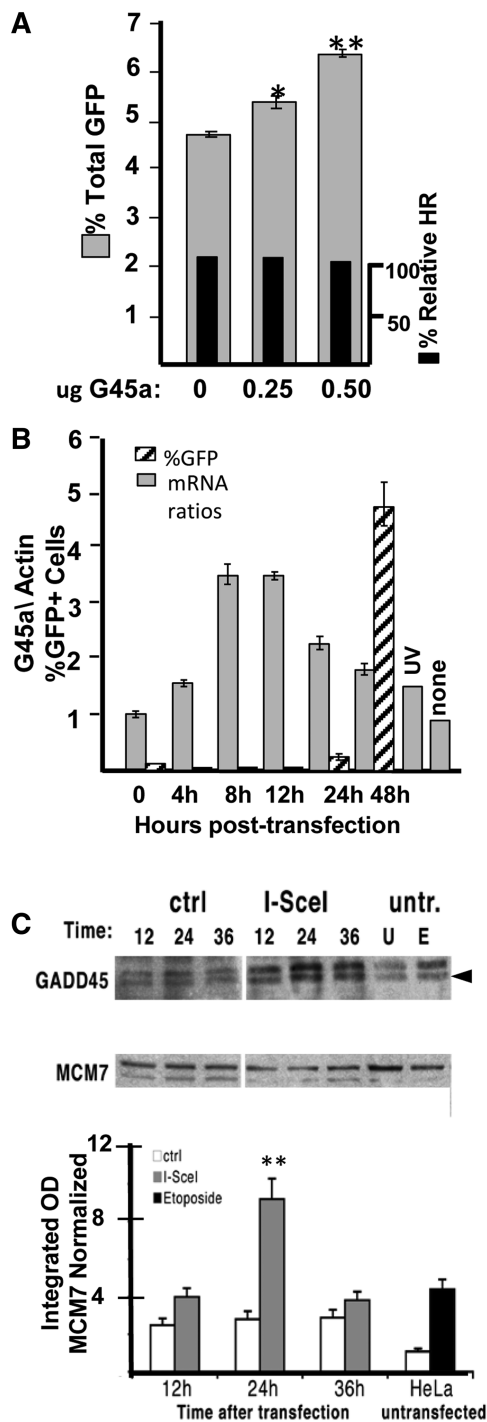 A
7
6
5
4
3
2
1
% Total GFP
*
**
100
50
% Relative HR
ug G45a: 0 0.25 0.50
B
6
5
4
3
2
1
G45a\ Actin
%GFP+ Cells
%GFP
mRNA
ratios
UV
none
0 4h 8h 12h 24h 48h
Hours post-transfection
C
ctrl I-SceI untr.
Time: 12 24 36 12 24 36 U E
GADD45
MCM7
12
8
4
Integrated OD
MCM7 Normalized
ctrl
I-SceI
Etoposide
**
12h 24h 36h HeLa
Time after transfection untransfected